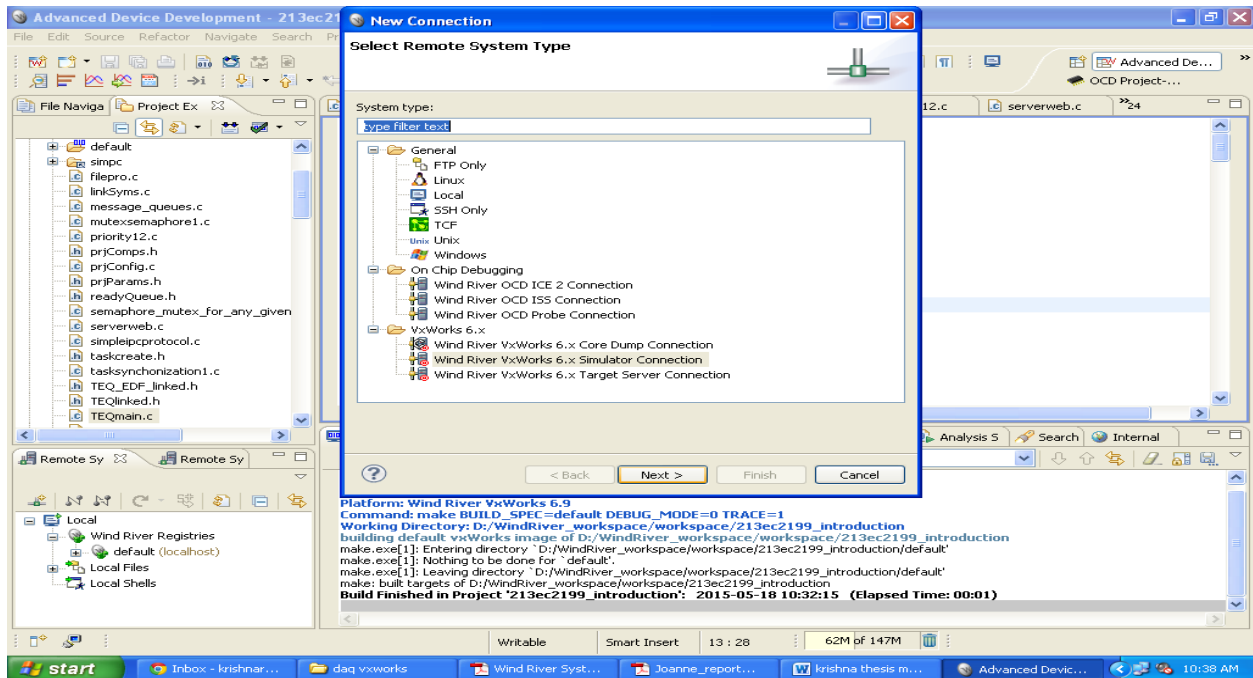 Advanced Device Development - 213ec21
File Edit Source Refactor Navigate Search Pr
New Connection
Select Remote System Type
System type:
type filter text
General
FTP Only
Linux
Local
SSH Only
TCF
Unix Unix
Windows
On Chip Debugging
Wind River OCD ICE 2 Connection
Wind River OCD ISS Connection
Wind River OCD Probe Connection
VxWorks 6.x
Wind River VxWorks 6.x Core Dump Connection
Wind River VxWorks 6.x Simulator Connection
Wind River VxWorks 6.x Target Server Connection
< Back
Next >
Finish
Cancel
Advanced De...
»
OCD Project-...
12.c
serverweb.c
»24
File Naviga
Project Ex
default
simpc
filepro.c
linkSyms.c
message_queues.c
mutexsemaphore1.c
priority12.c
prjComps.h
prjConfig.c
prjParams.h
readyQueue.h
semaphore_mutex_for_any_given
serverweb.c
simpleipcprotocol.c
taskcreate.h
tasksynchonization1.c
TEQ_EDF_linked.h
TEQlinked.h
TEQmain.c
Remote Sy
Remote Sy
Local
Wind River Registries
default (localhost)
Local Files
Local Shells
Analysis S
Search
Internal
Platform: Wind River VxWorks 6.9
Command: make BUILD_SPEC=default DEBUG_MODE=0 TRACE=1
Working Directory: D:/WindRiver_workspace/workspace/213ec2199_introduction
building default vxWorks image of D:/WindRiver_workspace/workspace/213ec2199_introduction
make.exe[1]: Entering directory `D:/WindRiver_workspace/workspace/213ec2199_introduction/default'
make.exe[1]: Nothing to be done for `default'.
make.exe[1]: Leaving directory `D:/WindRiver_workspace/workspace/213ec2199_introduction/default'
make: built targets of D:/WindRiver_workspace/workspace/213ec2199_introduction
Build Finished in Project '213ec2199_introduction': 2015-05-18 10:32:15 (Elapsed Time: 00:01)
Writable
Smart Insert
13 : 28
62M of 147M
start
Inbox - krishnar...
daq vxworks
Wind River Syst...
Joanne_report...
krishna thesis m...
Advanced Devic...
10:38 AM